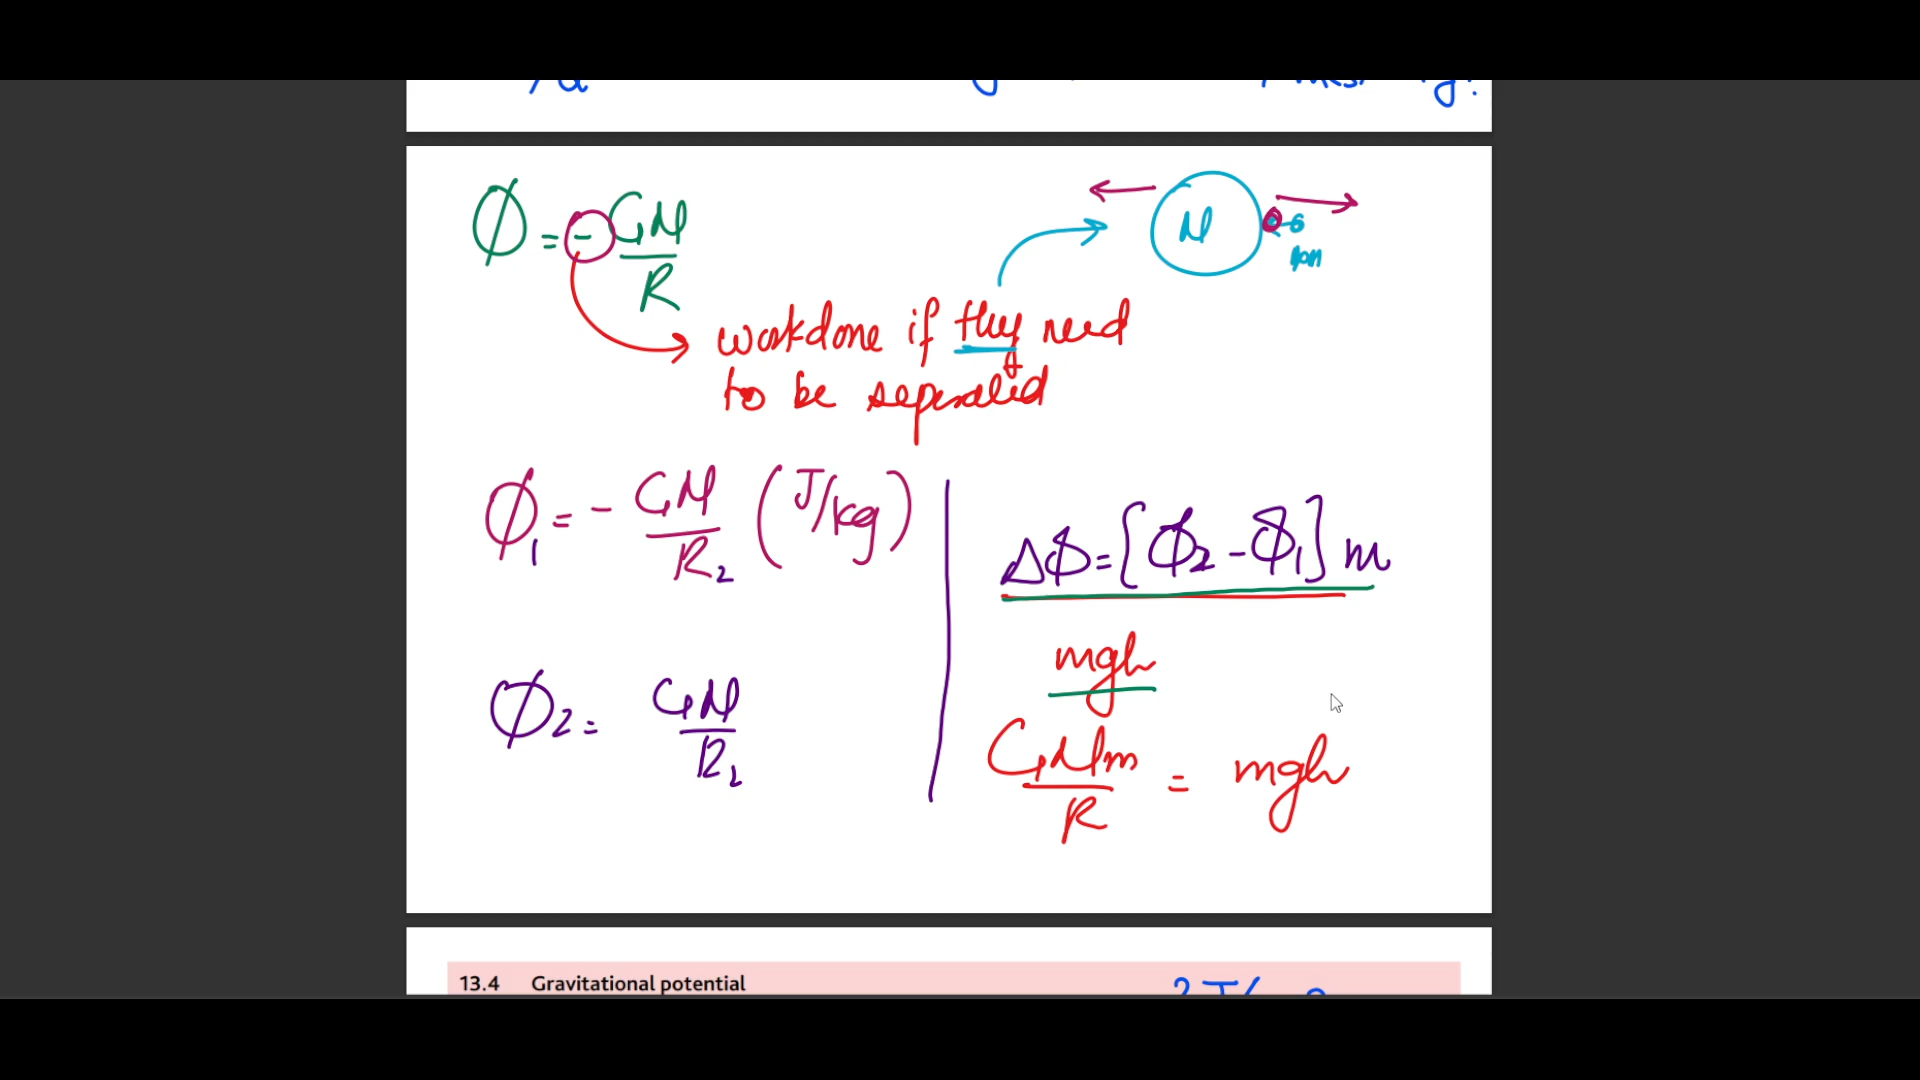 ϕ = - GM/R
M
workdone if they need
to be separated
ϕ₁ = - GM/R₂ (J/kg)
Δϕ = [ϕ₂ - ϕ₁] m
mgh
ϕ₂ = GM/R₂
GMm/R = mgh
13.4 Gravitational potential